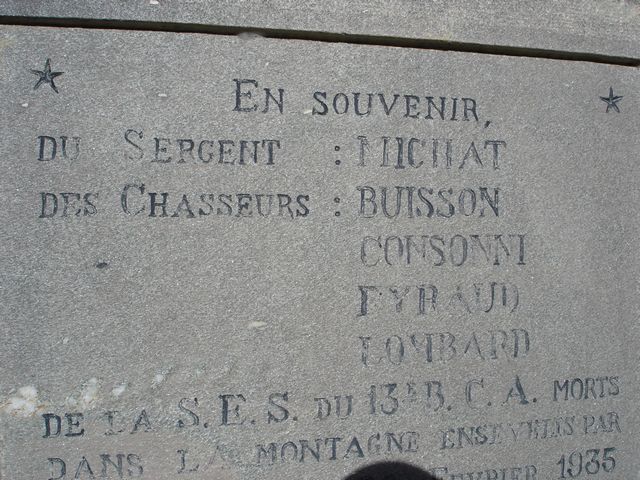 EN SOUVENIR,
DU SERGENT : MICHAT
DES CHASSEURS : BUISSON
CONSONNI
EYRAUD
LOMBARD
DE LA S.E.S. DU 13E B.C.A. MORTS
DANS LA MONTAGNE ENSEVELIS PAR
FEVRIER 1935